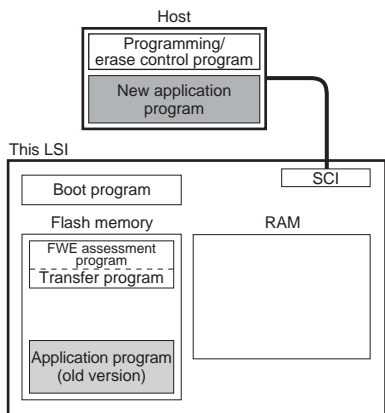 Host
Programming/
erase control program
New application
program
This LSI
SCI
Boot program
Flash memory
RAM
FWE assessment
program
Transfer program
Application program
(old version)